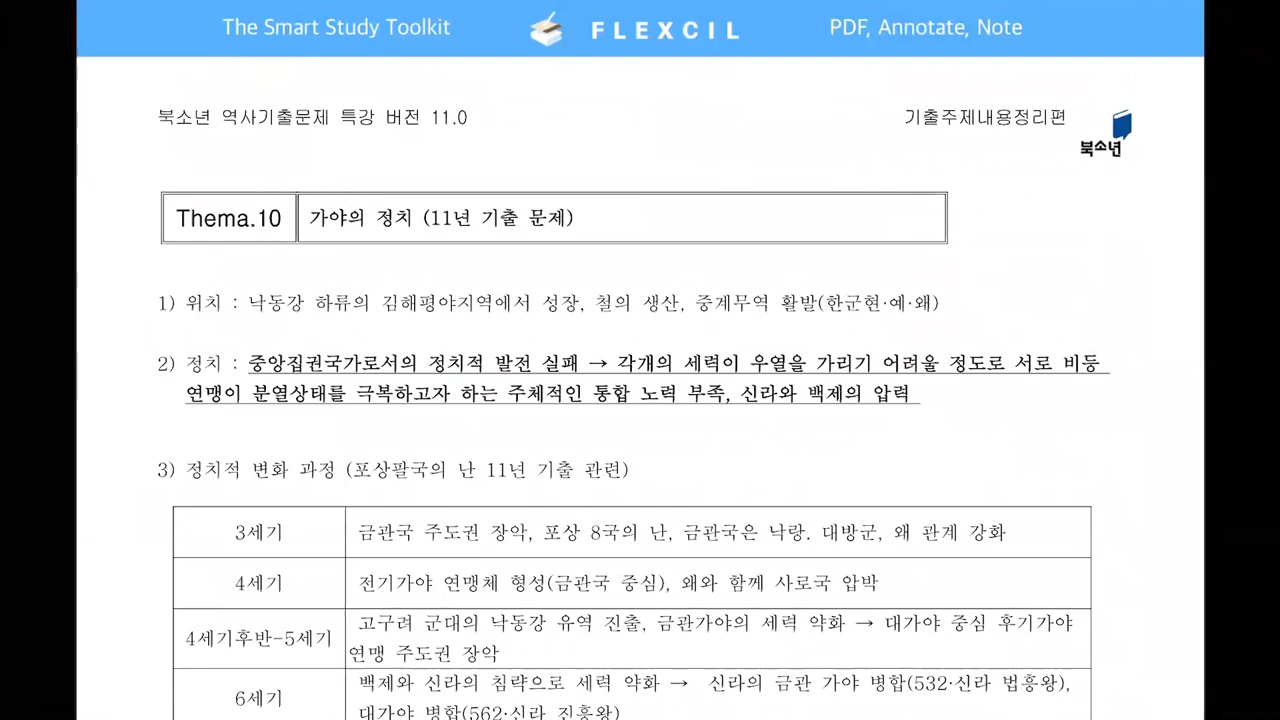 The Smart Study Toolkit FLEXCIL PDF, Annotate, Note
북소년 역사기출문제 특강 버전 11.0 기출주제내용정리편
북소년
Thema.10 가야의 정치 (11년 기출 문제)
1) 위치 : 낙동강 하류의 김해평야지역에서 성장, 철의 생산, 중계무역 활발(한군현·예·왜)
2) 정치 : 중앙집권국가로서의 정치적 발전 실패 → 각개의 세력이 우열을 가리기 어려울 정도로 서로 비등
연맹이 분열상태를 극복하고자 하는 주체적인 통합 노력 부족, 신라와 백제의 압력
3) 정치적 변화 과정 (포상팔국의 난 11년 기출 관련)
3세기 금관국 주도권 장악, 포상 8국의 난, 금관국은 낙랑. 대방군, 왜 관계 강화
4세기 전기가야 연맹체 형성(금관국 중심), 왜와 함께 사로국 압박
4세기후반-5세기 고구려 군대의 낙동강 유역 진출, 금관가야의 세력 약화 → 대가야 중심 후기가야
연맹 주도권 장악
6세기 백제와 신라의 침략으로 세력 약화 → 신라의 금관 가야 병합(532·신라 법흥왕),
대가야 병합(562·신라 진흥왕)